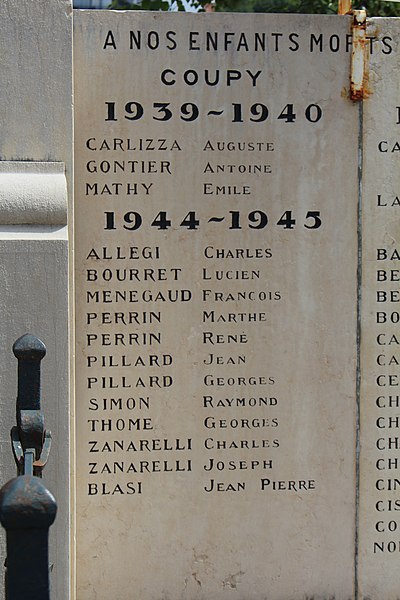 A NOS ENFANTS MORTS
COUPY
1939~1940
CARLIZZA AUGUSTE
GONTIER ANTOINE
MATHY EMILE
1944~1945
ALLEGI CHARLES
BOURRET LUCIEN
MENEGAUD FRANCOIS
PERRIN MARTHE
PERRIN RENÉ
PILLARD JEAN
PILLARD GEORGES
SIMON RAYMOND
THOME GEORGES
ZANARELLI CHARLES
ZANARELLI JOSEPH
BLASI JEAN PIERRE